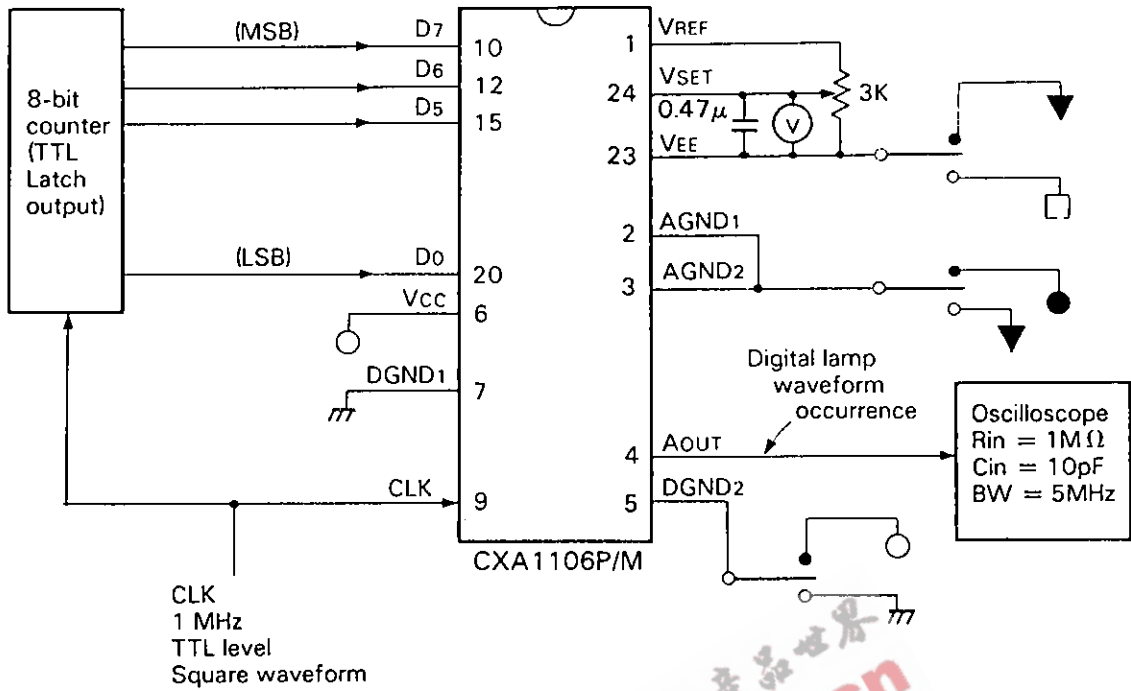 8-bit
counter
(TTL
Latch
output)
(MSB)
D7
10
D6
12
D5
15
(LSB)
D0
20
VCC
6
DGND1
7
CLK
9
1
VREF
24
VSET
3K
0.47μ
V
23
VEE
2
AGND1
3
AGND2
Digital lamp
waveform
occurrence
4
AOUT
5
DGND2
Oscilloscope
Rin = 1MΩ
Cin = 10pF
BW = 5MHz
CXA1106P/M
CLK
1 MHz
TTL level
Square waveform
品世界